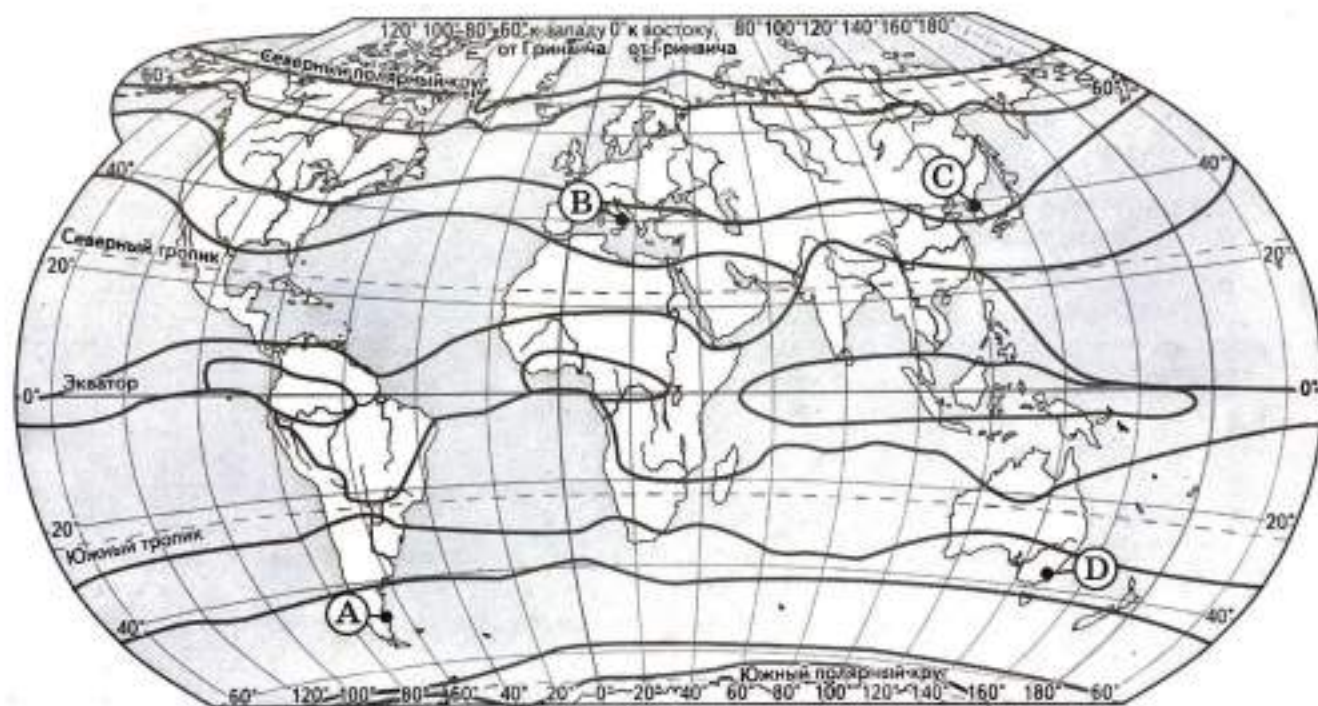 120° 100° 80° 60° к западу 0° к востоку 80° 100° 120° 140° 160° 180°
от Гринвича от Гринвича
Северный полярный круг
60° 60°
40° 40°
C
B
Северный тропик
20° 20°
Экватор
0° 0°
20° 20°
Южный тропик
D
A
40° 40°
Южный полярный круг
60° 120° 100° 80° 60° 40° 20° 0° 20° 40° 60° 80° 100° 120° 140° 160° 180° 60°